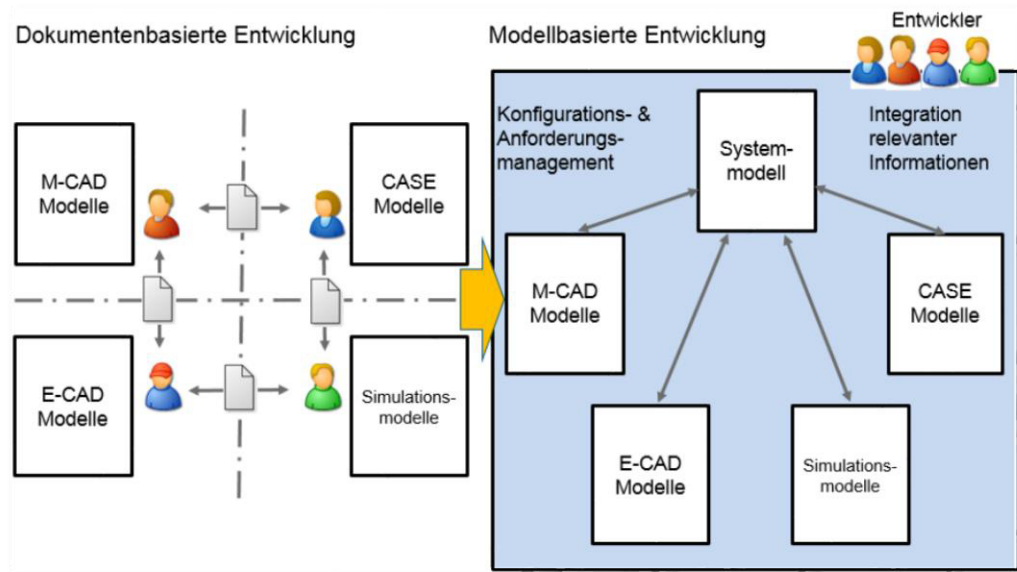 Dokumentenbasierte Entwicklung
M-CAD
Modelle
CASE
Modelle
E-CAD
Modelle
Simulations-
modelle
Modellbasierte Entwicklung
Entwickler
Konfigurations- &
Anforderungs-
management
System-
modell
Integration
relevanter
Informationen
M-CAD
Modelle
CASE
Modelle
E-CAD
Modelle
Simulations-
modelle